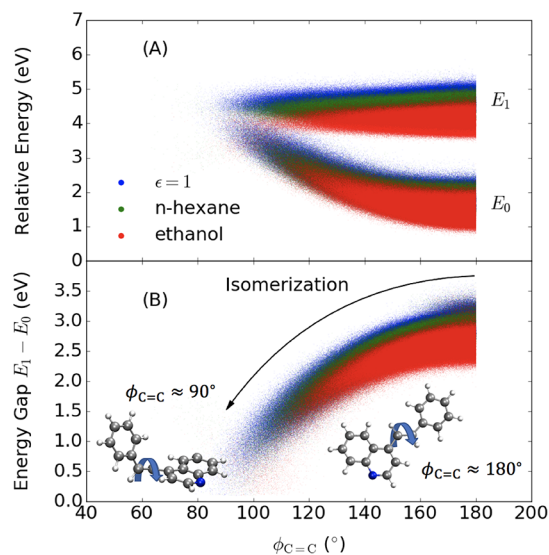 7
6
5
4
3
2
1
0
Relative Energy (eV)
(A)
E₁
E₀
ϵ = 1
n-hexane
ethanol
3.5
3.0
2.5
2.0
1.5
1.0
0.5
0.0
Energy Gap E₁ − E₀ (eV)
(B)
Isomerization
ϕC=C ≈ 90°
ϕC=C ≈ 180°
40 60 80 100 120 140 160 180 200
ϕC=C (°)